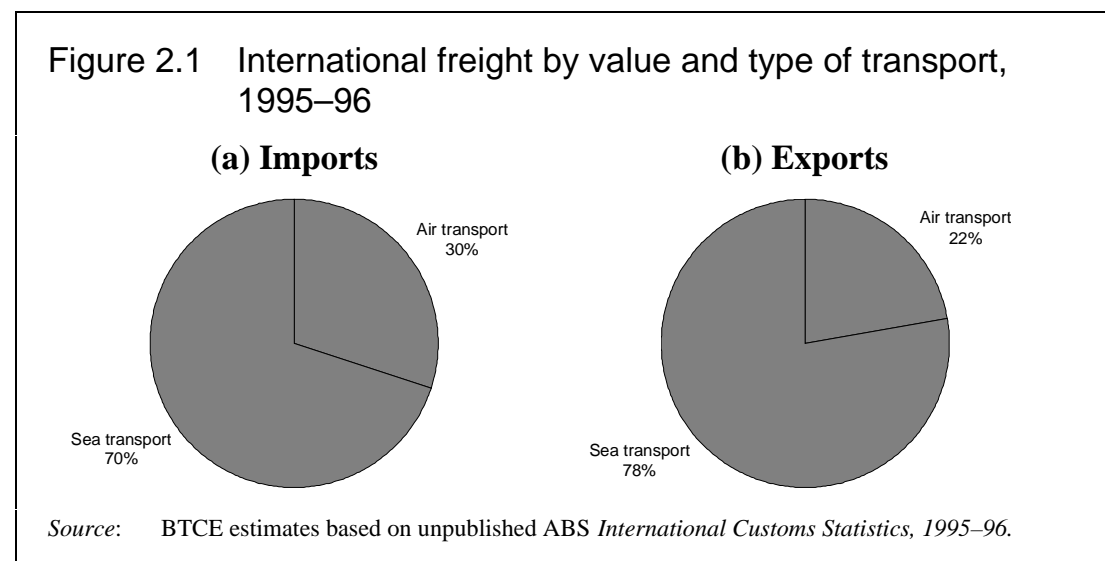 Figure 2.1 International freight by value and type of transport,
1995–96
(a) Imports
Air transport
30%
Sea transport
70%
(b) Exports
Air transport
22%
Sea transport
78%
Source: BTCE estimates based on unpublished ABS International Customs Statistics, 1995–96.